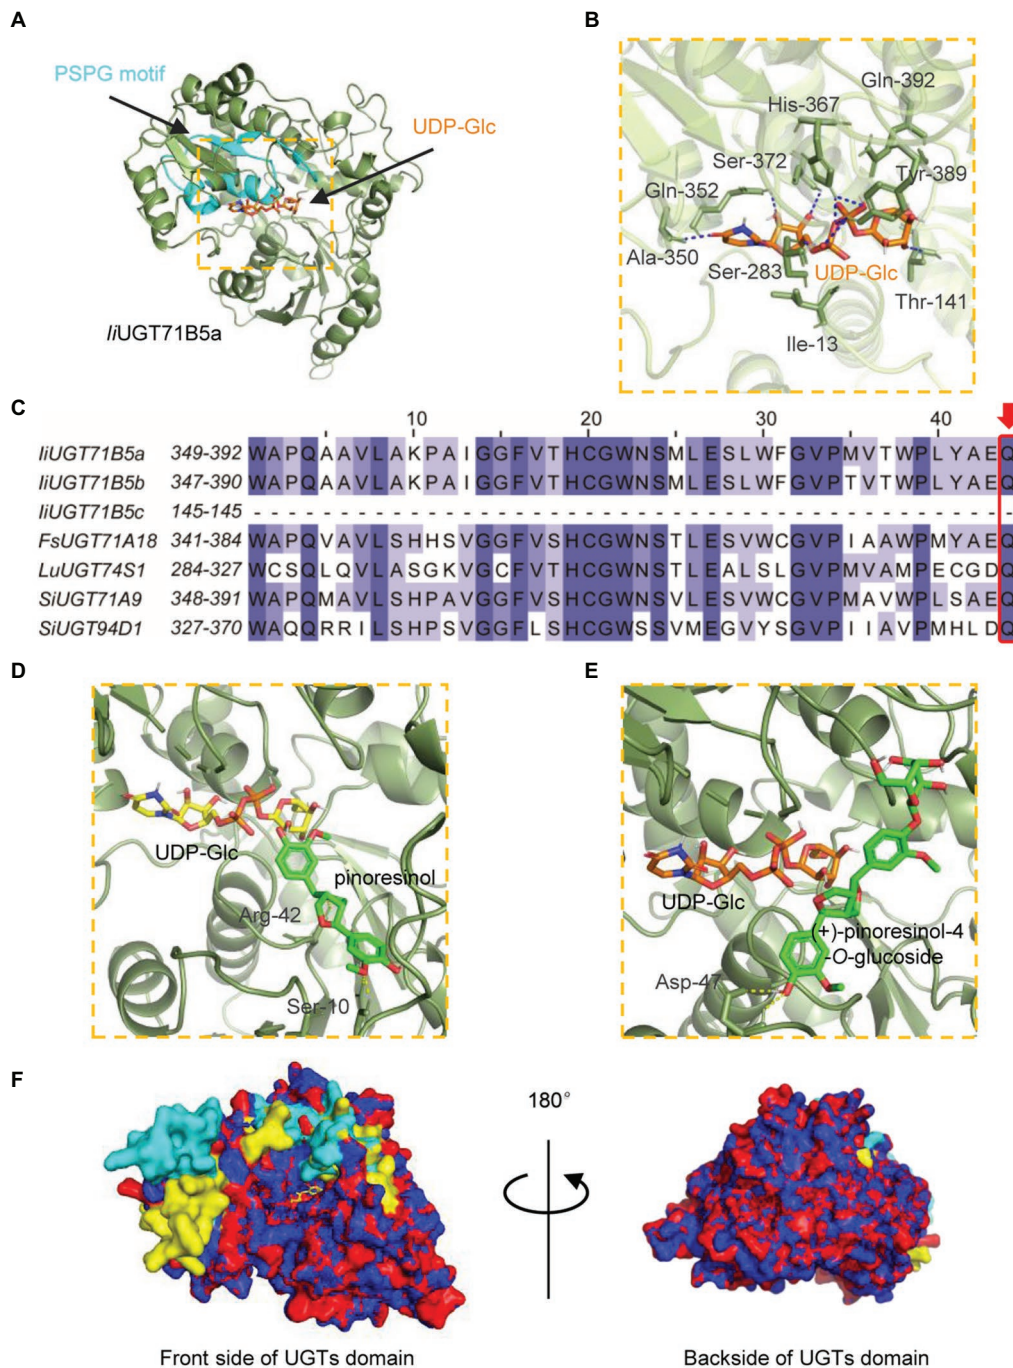 A
PSPG motif
UDP-Glc
IiUGT71B5a
B
Gln-392
His-367
Ser-372
Tyr-389
Gln-352
Ala-350
Ser-283
UDP-Glc
Thr-141
Ile-13
C
10 20 30 40
IiUGT71B5a 349-392 WAPQAAVLAKPAIGGFVTHCGWNSMLESLWFGVPMVTWPLYAEQ
IiUGT71B5b 347-390 WAPQAAVLAKPAIGGFVTHCGWNSMLESLWFGVPTVTWPLYAEQ
IiUGT71B5c 145-145 --------------------------------------------
FsUGT71A18 341-384 WAPQVAVLSHHSVGGFVSHCGWNSTLESVWCGVPIAAWPMYAEQ
LuUGT74S1 284-327 WCSQLQVLASGKVGCFVTHCGWNSTLEALSLGVPMVAMPECGDQ
SiUGT71A9 348-391 WAPQMAVLSHPAVGGFVSHCGWNSVLESVWCGVPMAVWPLSAEQ
SiUGT94D1 327-370 WAQQRRILSHPSVGGFLSHCGWSSVMEGVYSGVPIIAVPMHLDQ
D
UDP-Glc
pinoresinol
Arg-42
Ser-10
E
UDP-Glc
(+)-pinoresinol-4
-O-glucoside
Asp-47
F
180°
Front side of UGTs domain
Backside of UGTs domain